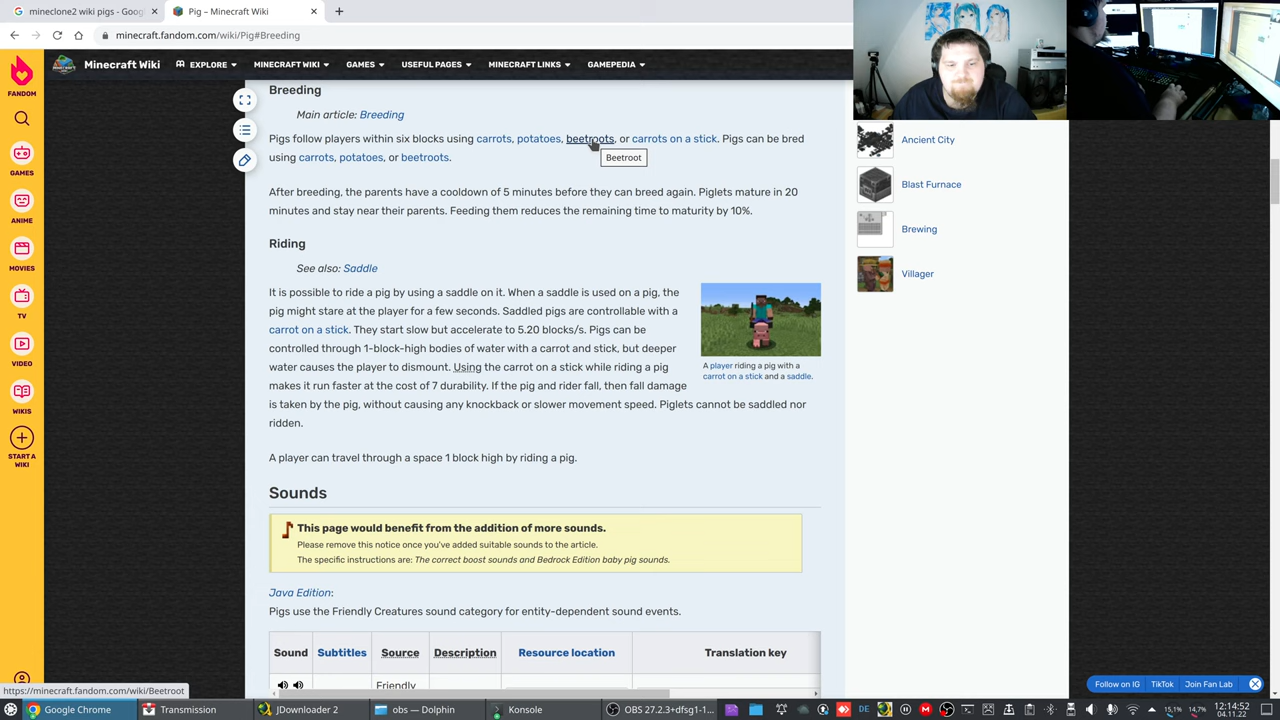 mineclone2 wiki pigs - Goog
Pig – Minecraft Wiki
minecraft.fandom.com/wiki/Pig#Breeding
FANDOM
Minecraft Wiki
EXPLORE
MINECRAFT WIKI
USEFUL PAGES
MINECRAFT LINKS
GAMEPEDIA
GAMES
ANIME
MOVIES
TV
VIDEO
WIKIS
START A
WIKI
Breeding
Main article: Breeding
Pigs follow players within six blocks using carrots, potatoes, beetroots, or carrots on a stick. Pigs can be bred
using carrots, potatoes, or beetroots.
Beetroot
After breeding, the parents have a cooldown of 5 minutes before they can breed again. Piglets mature in 20
minutes and stay near their parents. Feeding them reduces the remaining time to maturity by 10%.
Riding
See also: Saddle
It is possible to ride a pig by using a saddle on it. When a saddle is used on a pig, the
pig might stare at the player for a few seconds. Saddled pigs are controllable with a
carrot on a stick. They start slow but accelerate to 5.20 blocks/s. Pigs can be
controlled through 1-block-high bodies of water with a carrot and stick, but deeper
water causes the player to dismount. Using the carrot on a stick while riding a pig
makes it run faster at the cost of 7 durability. If the pig and rider fall, then fall damage
is taken by the pig, without causing any knockback or slower movement speed. Piglets cannot be saddled nor
ridden.
A player riding a pig with a
carrot on a stick and a saddle.
A player can travel through a space 1 block high by riding a pig.
Sounds
This page would benefit from the addition of more sounds.
Please remove this notice once you've added suitable sounds to the article.
The specific instructions are: The correct boost sounds and Bedrock Edition baby pig sounds.
Java Edition:
Pigs use the Friendly Creatures sound category for entity-dependent sound events.
Sound Subtitles Source Description Resource location Translation key
Friendly
Ancient City
Blast Furnace
Brewing
Villager
Follow on IG TikTok Join Fan Lab
https://minecraft.fandom.com/wiki/Beetroot
Google Chrome
Transmission
JDownloader 2
obs — Dolphin
Konsole
OBS 27.2.3+dfsg1-1...
DE
15,1% 14,7%
12:14:52
04.11.22